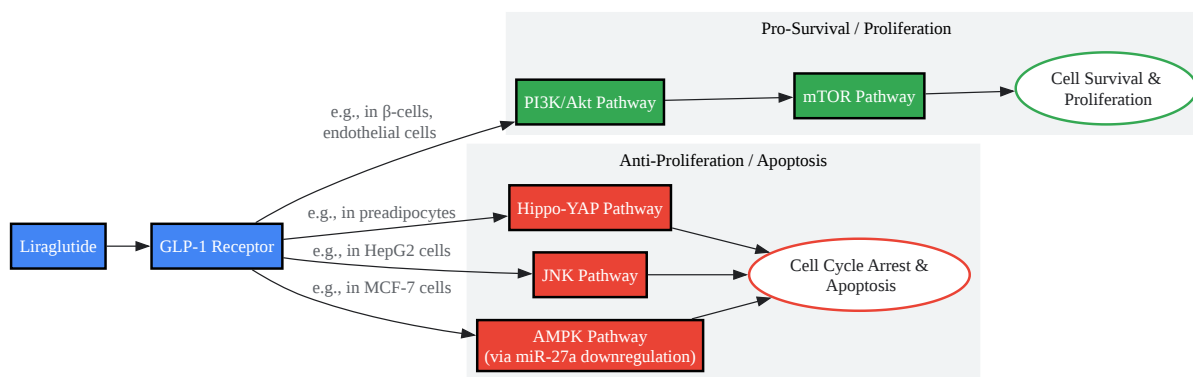 Pro-Survival / Proliferation
PI3K/Akt Pathway
mTOR Pathway
Cell Survival &
Proliferation
e.g., in β-cells,
endothelial cells
Anti-Proliferation / Apoptosis
Liraglutide
GLP-1 Receptor
e.g., in preadipocytes
Hippo-YAP Pathway
e.g., in HepG2 cells
JNK Pathway
Cell Cycle Arrest &
Apoptosis
e.g., in MCF-7 cells
AMPK Pathway
(via miR-27a downregulation)